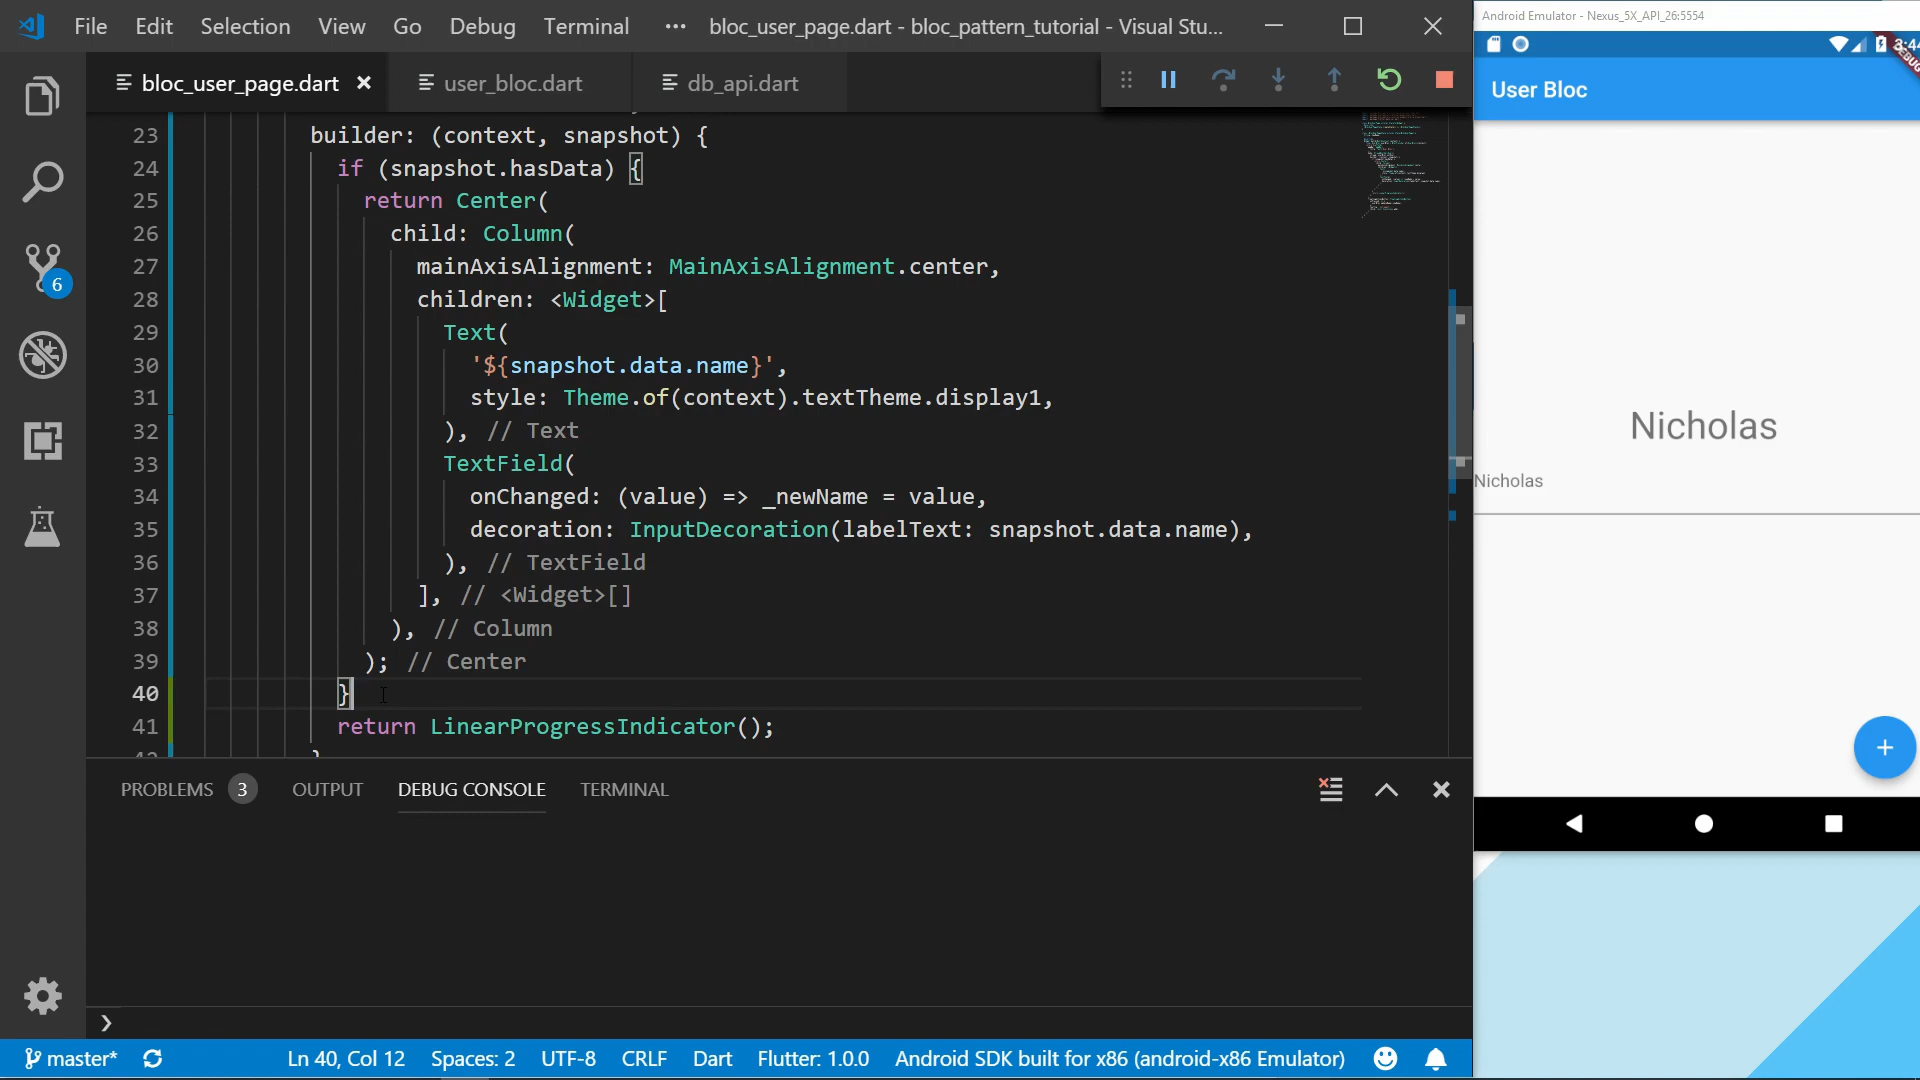 File Edit Selection View Go Debug Terminal ··· bloc_user_page.dart - bloc_pattern_tutorial - Visual Stu...
bloc_user_page.dart user_bloc.dart db_api.dart
23 builder: (context, snapshot) {
24 if (snapshot.hasData) {
25 return Center(
26 child: Column(
27 mainAxisAlignment: MainAxisAlignment.center,
28 children: <Widget>[
29 Text(
30 '${snapshot.data.name}',
31 style: Theme.of(context).textTheme.display1,
32 ), // Text
33 TextField(
34 onChanged: (value) => _newName = value,
35 decoration: InputDecoration(labelText: snapshot.data.name),
36 ), // TextField
37 ], // <Widget>[]
38 ), // Column
39 ); // Center
40 }
41 return LinearProgressIndicator();
6
PROBLEMS 3 OUTPUT DEBUG CONSOLE TERMINAL
❯
master* Ln 40, Col 12 Spaces: 2 UTF-8 CRLF Dart Flutter: 1.0.0 Android SDK built for x86 (android-x86 Emulator)
Android Emulator - Nexus_5X_API_26:5554
DEBUG
User Bloc
Nicholas
Nicholas
+